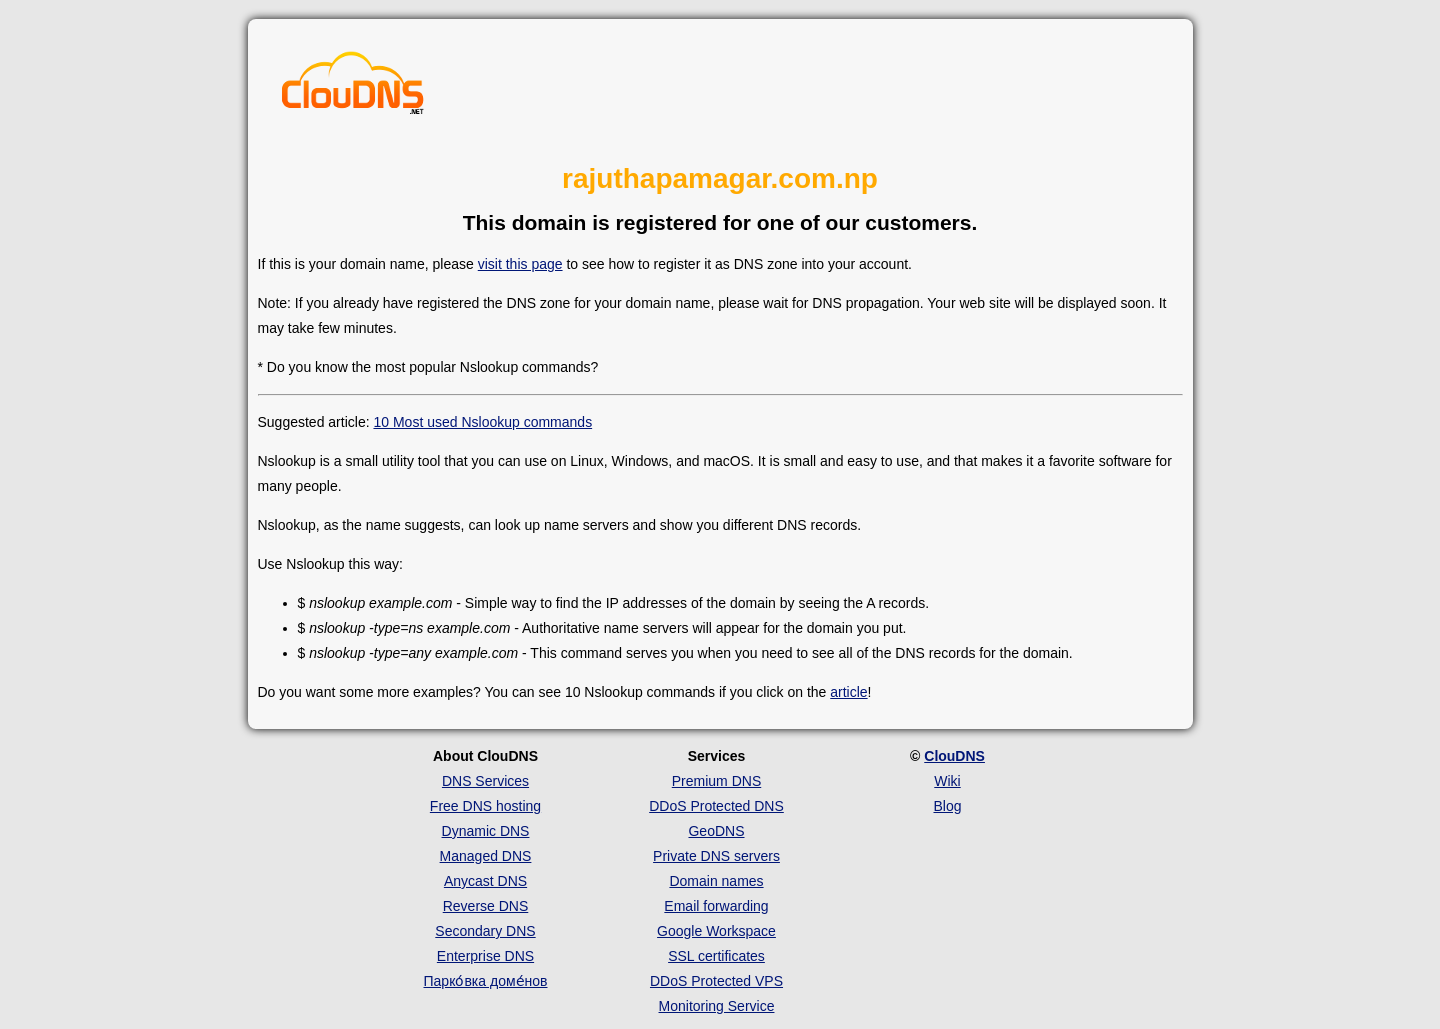 ClouDNS
.NET
rajuthapamagar.com.np
This domain is registered for one of our customers.
If this is your domain name, please visit this page to see how to register it as DNS zone into your account.
Note: If you already have registered the DNS zone for your domain name, please wait for DNS propagation. Your web site will be displayed soon. It
may take few minutes.
* Do you know the most popular Nslookup commands?
Suggested article: 10 Most used Nslookup commands
Nslookup is a small utility tool that you can use on Linux, Windows, and macOS. It is small and easy to use, and that makes it a favorite software for
many people.
Nslookup, as the name suggests, can look up name servers and show you different DNS records.
Use Nslookup this way:
• $ nslookup example.com - Simple way to find the IP addresses of the domain by seeing the A records.
• $ nslookup -type=ns example.com - Authoritative name servers will appear for the domain you put.
• $ nslookup -type=any example.com - This command serves you when you need to see all of the DNS records for the domain.
Do you want some more examples? You can see 10 Nslookup commands if you click on the article!
About ClouDNS
DNS Services
Free DNS hosting
Dynamic DNS
Managed DNS
Anycast DNS
Reverse DNS
Secondary DNS
Enterprise DNS
Парко́вка доме́нов
Services
Premium DNS
DDoS Protected DNS
GeoDNS
Private DNS servers
Domain names
Email forwarding
Google Workspace
SSL certificates
DDoS Protected VPS
Monitoring Service
© ClouDNS
Wiki
Blog